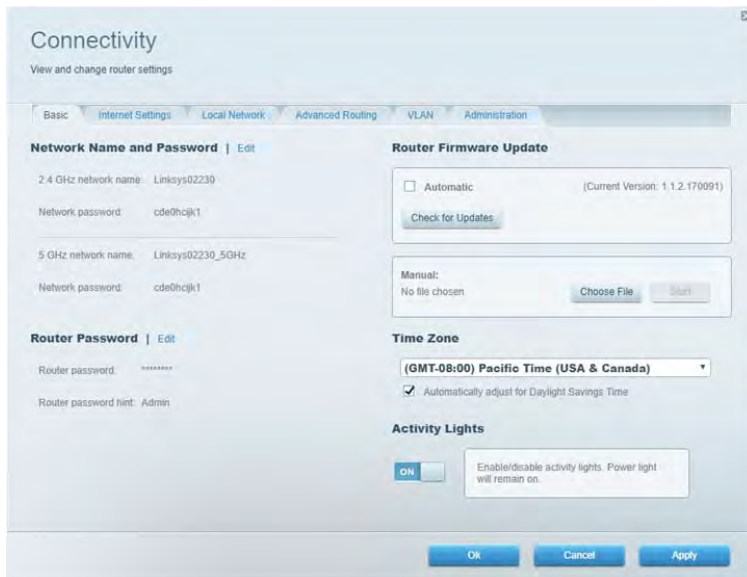 Connectivity
View and change router settings
Basic
Internet Settings
Local Network
Advanced Routing
VLAN
Administration
Network Name and Password | Edit
2.4 GHz network name: Linksys02230
Network password: cde0hcijk1
5 GHz network name: Linksys02230_5GHz
Network password: cde0hcijk1
Router Password | Edit
Router password: ********
Router password hint: Admin
Router Firmware Update
Automatic
(Current Version: 1.1.2.170091)
Check for Updates
Manual:
No file chosen
Choose File
Start
Time Zone
(GMT-08:00) Pacific Time (USA & Canada)
Automatically adjust for Daylight Savings Time
Activity Lights
ON
Enable/disable activity lights. Power light
will remain on.
Ok
Cancel
Apply